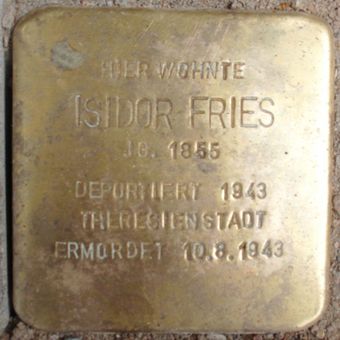 HIER WOHNTE
ISIDOR FRIES
JG. 1855
DEPORTIERT 1943
THERESIENSTADT
ERMORDET 10.8.1943